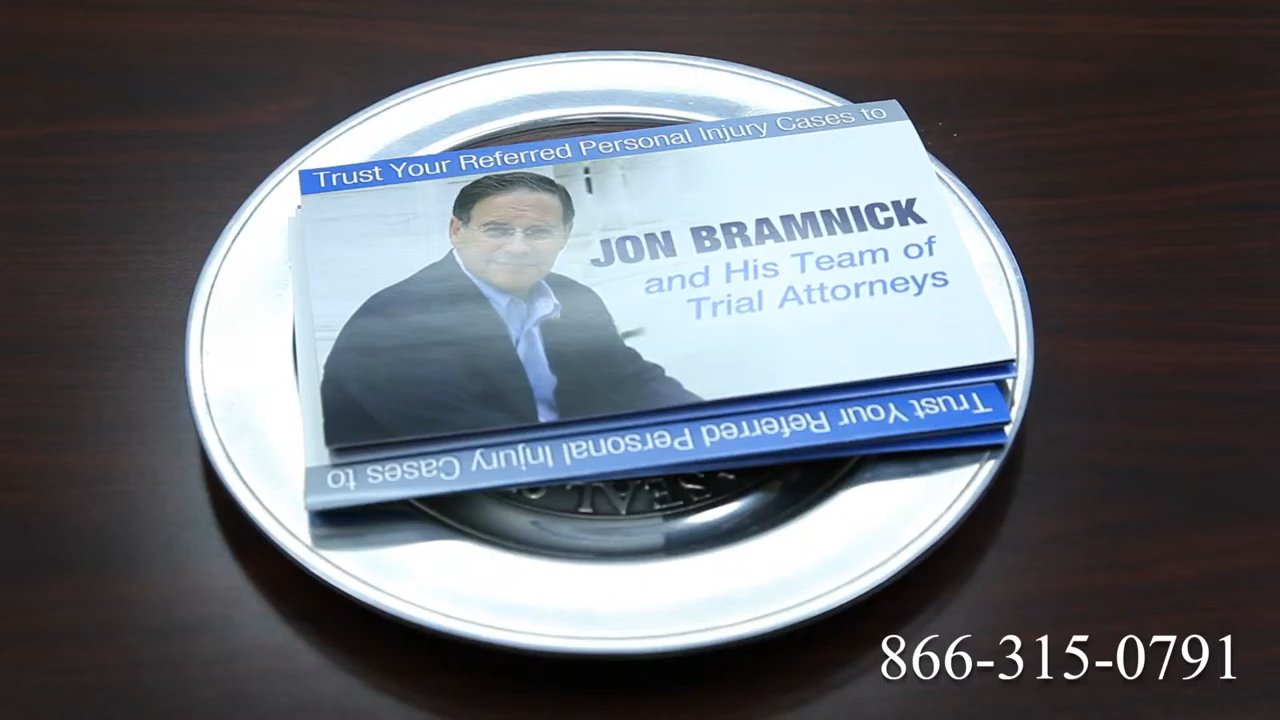 Trust Your Referred Personal Injury Cases to
JON BRAMNICK
and His Team of
Trial Attorneys
Trust Your Referred Personal Injury Cases to
SEAL
866-315-0791